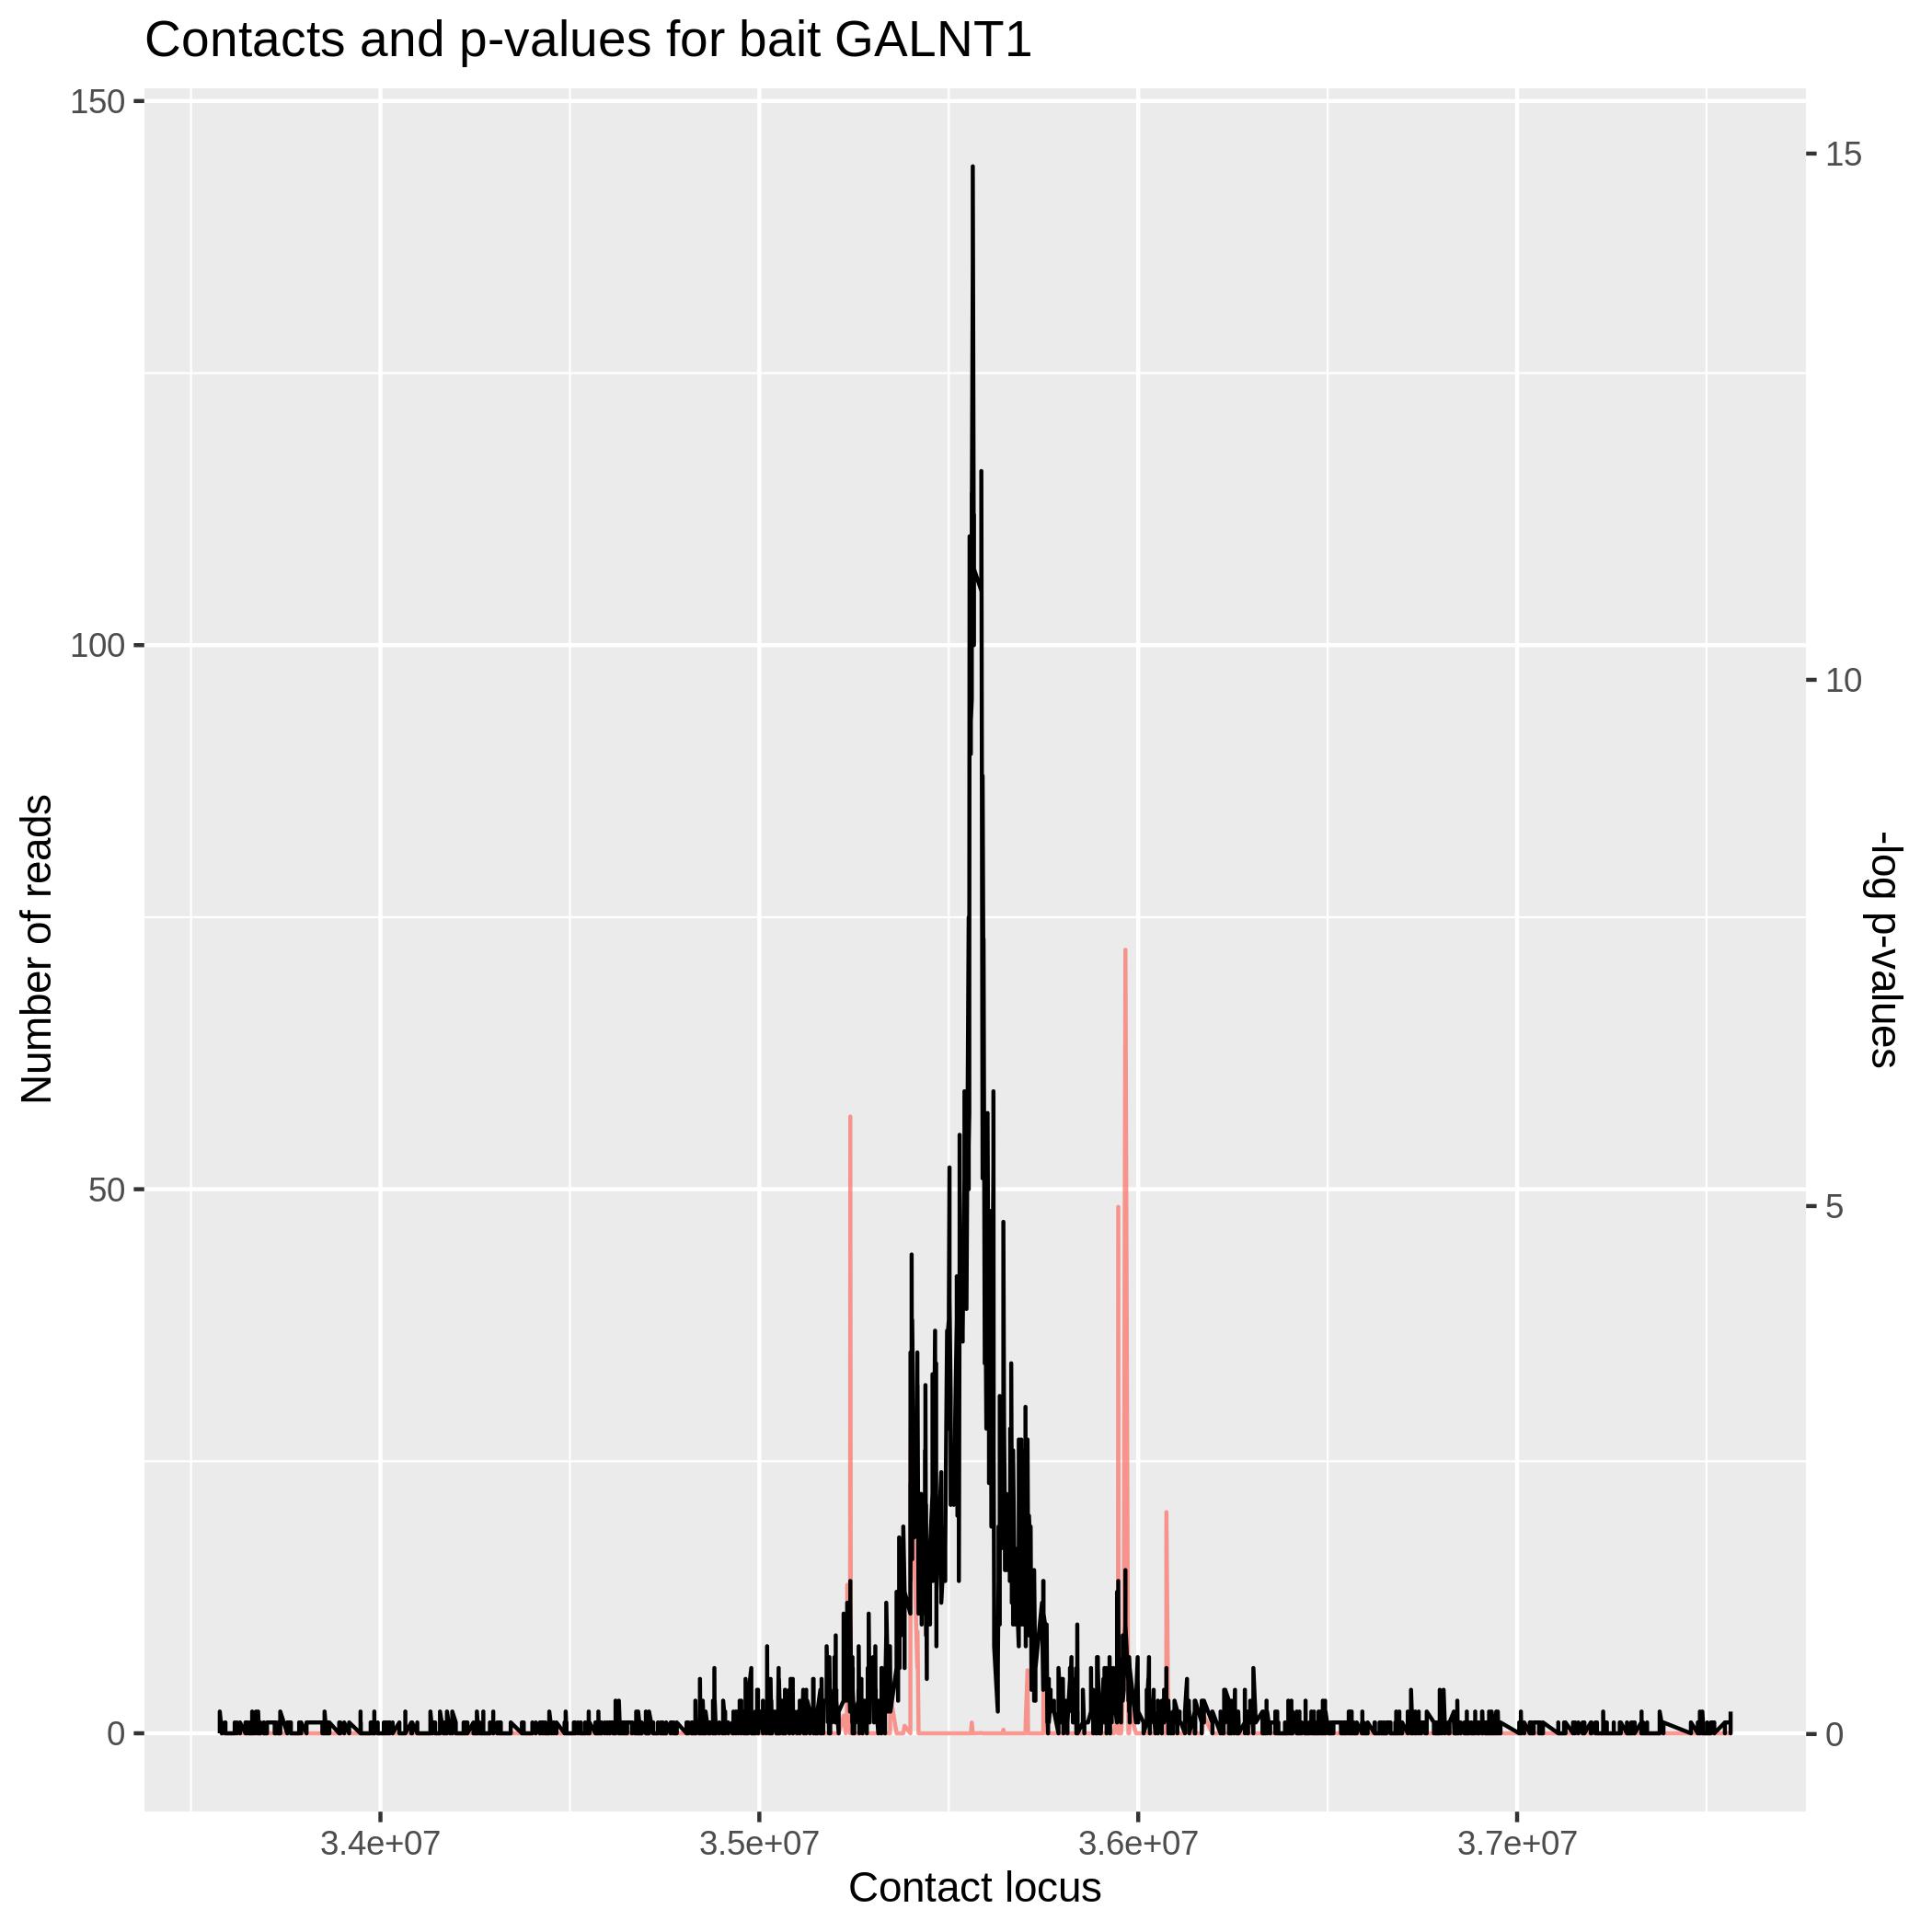 Contacts and p-values for bait GALNT1
150
100
50
0
Number of reads
15
10
5
0
-log p-values
3.4e+07
3.5e+07
3.6e+07
3.7e+07
Contact locus